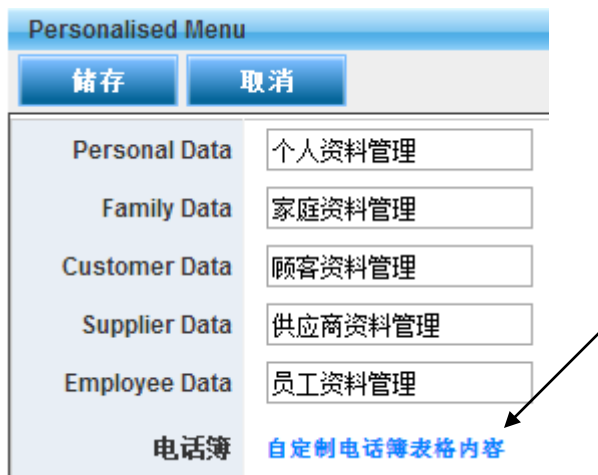 Personalised Menu
储存 取消
Personal Data 个人资料管理
Family Data 家庭资料管理
Customer Data 顾客资料管理
Supplier Data 供应商资料管理
Employee Data 员工资料管理
电话簿 自定制电话簿表格内容